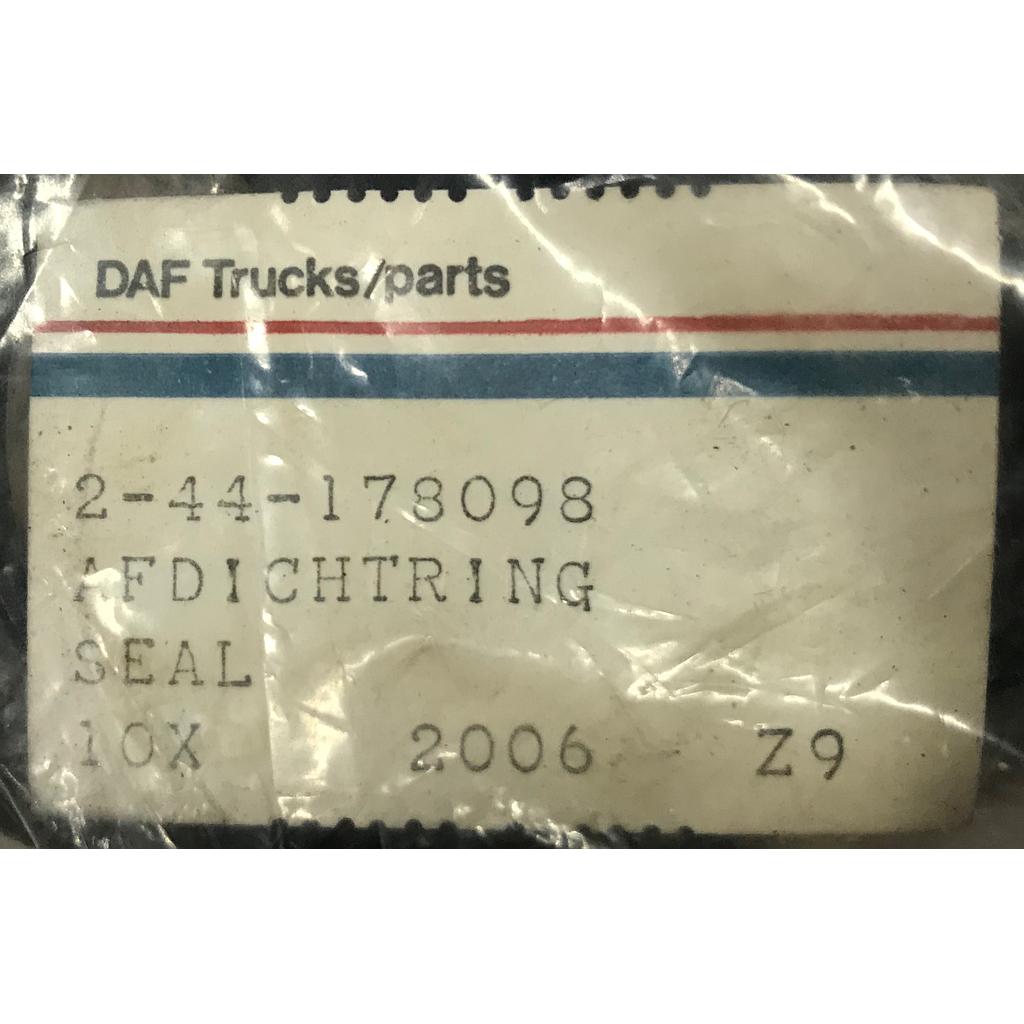 DAF Trucks/parts
2-44-178098
AFDICHTRING
SEAL
10X 2006 Z9